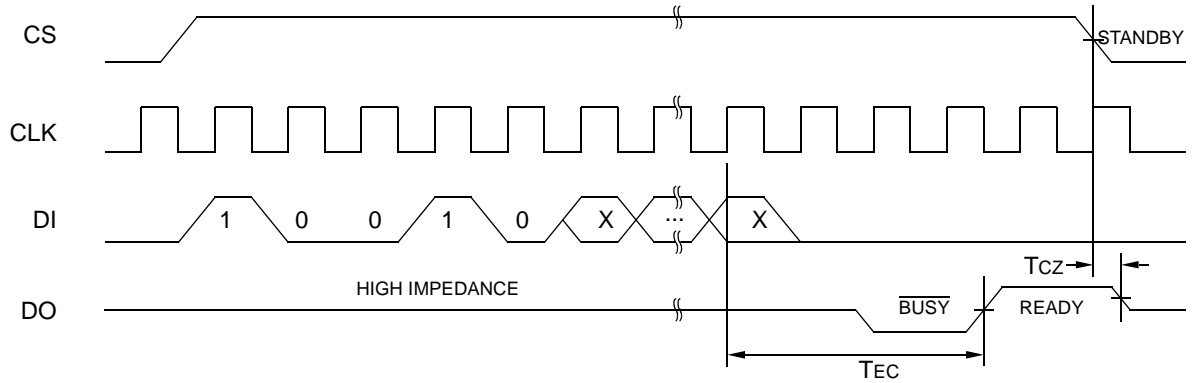 CS
STANDBY
CLK
DI
1 0 0 1 0 X ... X
TCZ
HIGH IMPEDANCE
DO
BUSY
READY
TEC